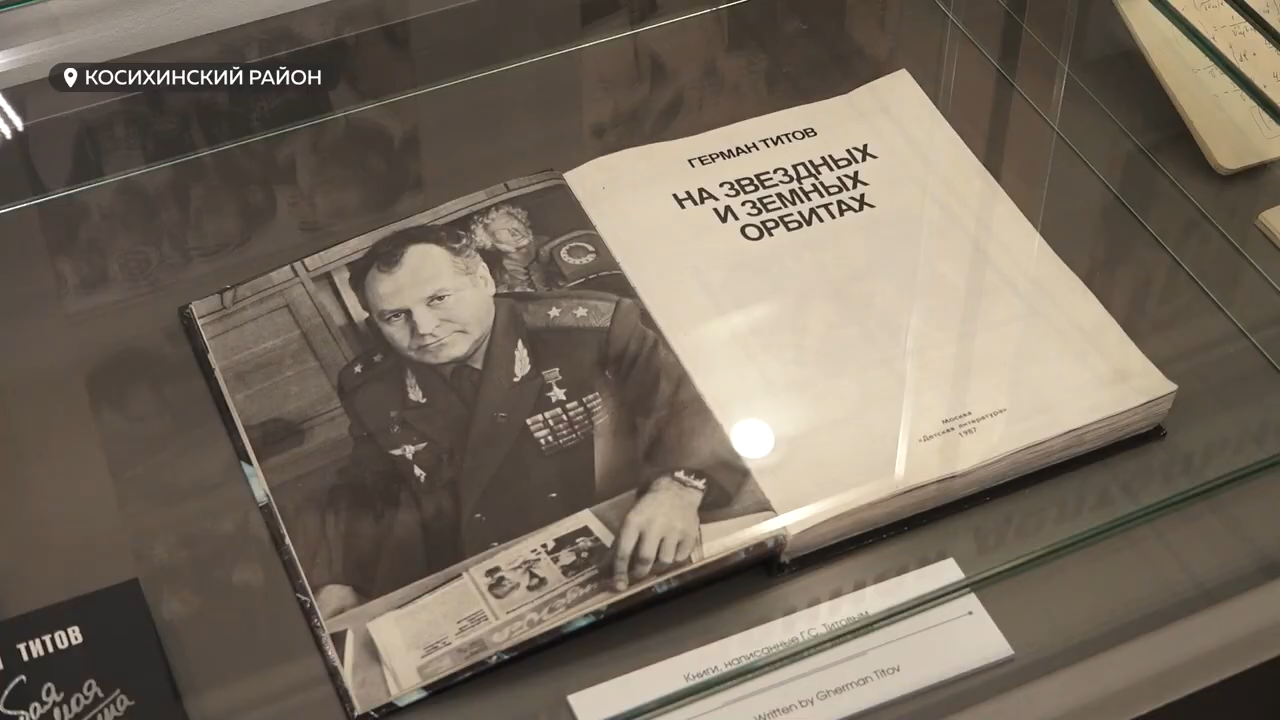 КОСИХИНСКИЙ РАЙОН
ГЕРМАН ТИТОВ
НА ЗВЕЗДНЫХ
И ЗЕМНЫХ
ОРБИТАХ
Москва
«Детская литература»
1987
ТИТОВ
Книги, написанные Г.С. Титовым
Written by Gherman Titov